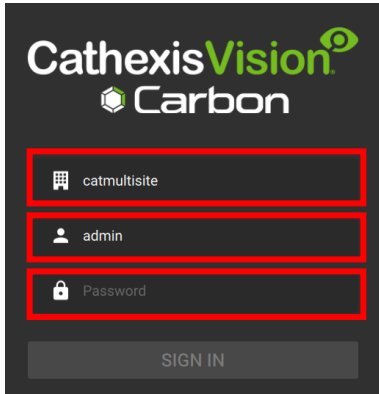 CathexisVision
Carbon
catmultisite
admin
Password
SIGN IN